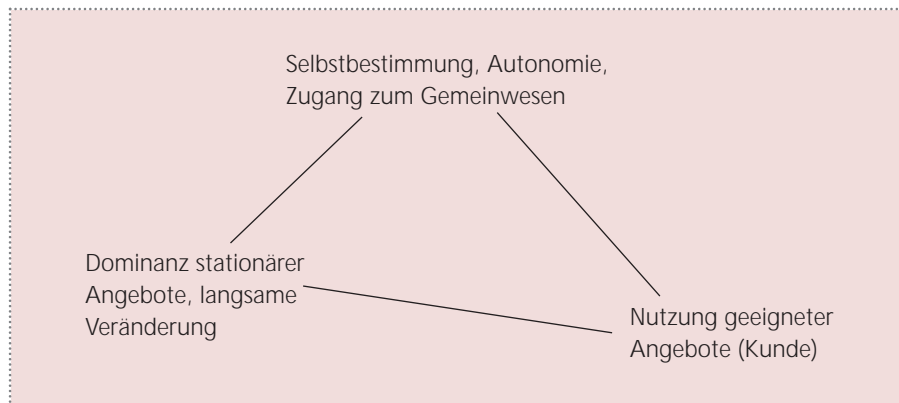 Selbstbestimmung, Autonomie,
Zugang zum Gemeinwesen
Dominanz stationärer
Angebote, langsame
Veränderung
Nutzung geeigneter
Angebote (Kunde)